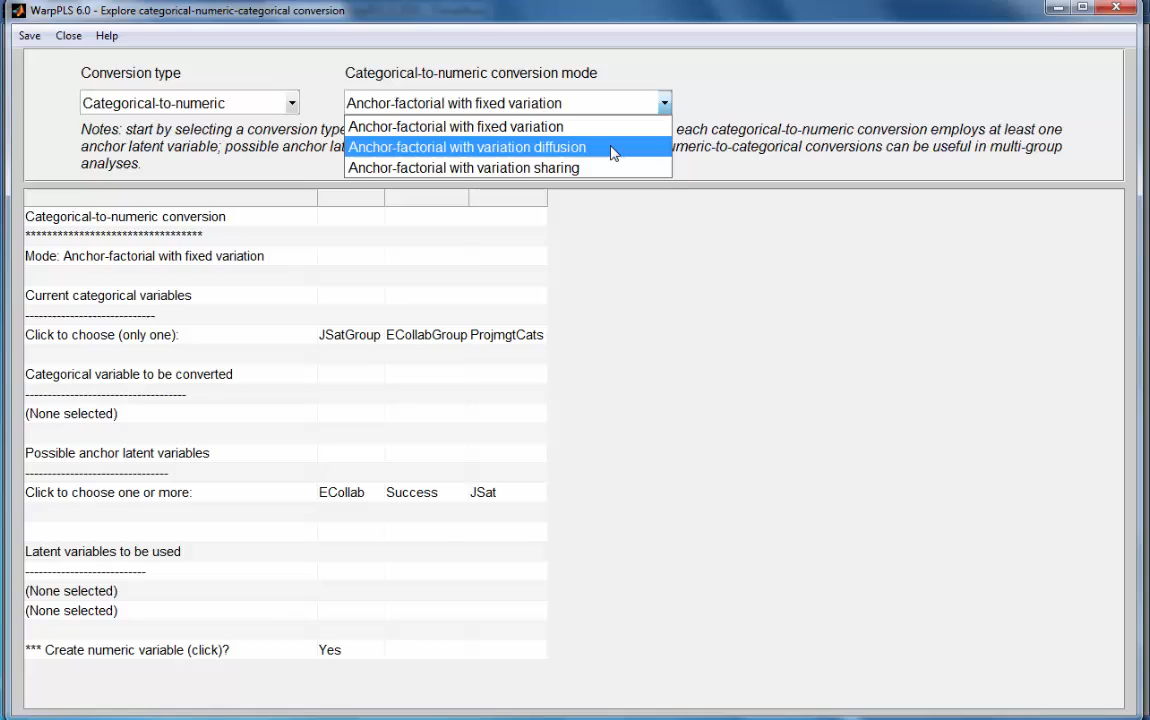 WarpPLS 6.0 - Explore categorical-numeric-categorical conversion
Save Close Help
Conversion type
Categorical-to-numeric conversion mode
Categorical-to-numeric
Anchor-factorial with fixed variation
Anchor-factorial with fixed variation
Anchor-factorial with variation diffusion
Anchor-factorial with variation sharing
Notes: start by selecting a conversion type each categorical-to-numeric conversion employs at least one
anchor latent variable; possible anchor lat umeric-to-categorical conversions can be useful in multi-group
analyses.
Categorical-to-numeric conversion
*********************************
Mode: Anchor-factorial with fixed variation
Current categorical variables
-----------------------------
Click to choose (only one): JSatGroup ECollabGroup ProjmgtCats
Categorical variable to be converted
------------------------------------
(None selected)
Possible anchor latent variables
--------------------------------
Click to choose one or more: ECollab Success JSat
Latent variables to be used
---------------------------
(None selected)
(None selected)
*** Create numeric variable (click)? Yes